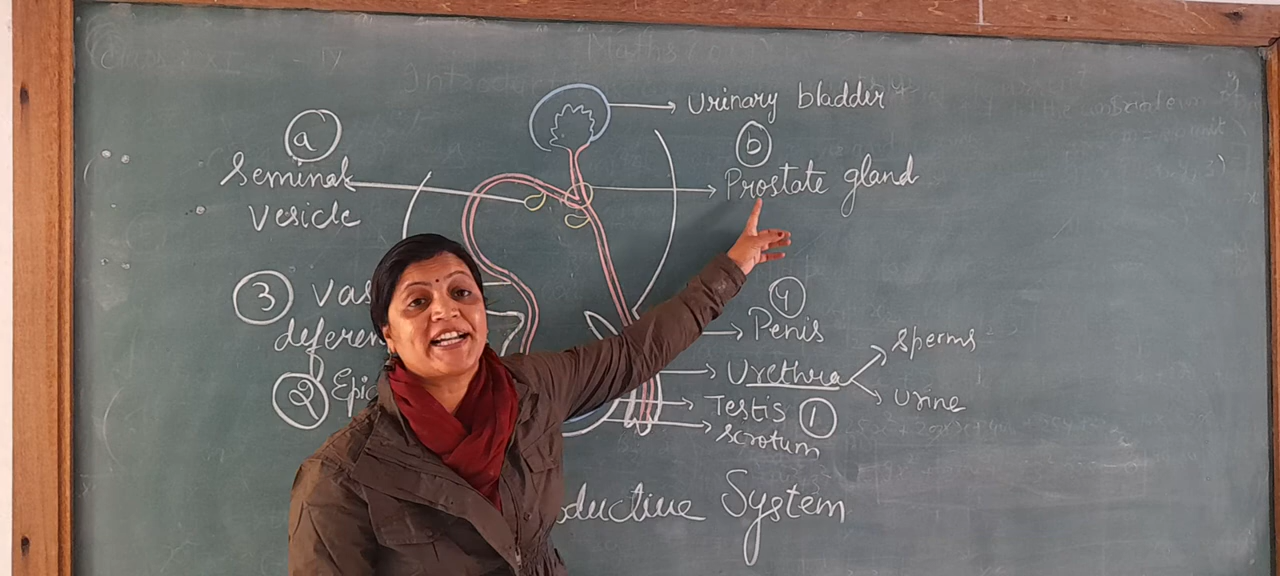 Urinary bladder
a
b
Seminal
vesicle
Prostate gland
3 Vas
deferen
4
Penis
sperms
2 Epid
Urethra
urine
Testis 1
scrotum
oductive System